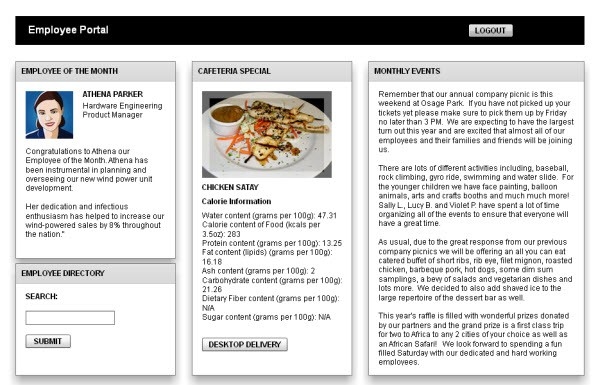 Employee Portal
LOGOUT
EMPLOYEE OF THE MONTH
ATHENA PARKER
Hardware Engineering
Product Manager
Congratulations to Athena our
Employee of the Month. Athena has
been instrumental in planning and
overseeing our new wind power unit
development.
Her dedication and infectious
enthusiasm has helped to increase our
wind-powered sales by 8% throughout
the nation."
EMPLOYEE DIRECTORY
SEARCH:
SUBMIT
CAFETERIA SPECIAL
CHICKEN SATAY
Calorie Information
Water content (grams per 100g): 47.31
Calorie content of Food (kcals per
3.5oz): 283
Protein content (grams per 100g): 13.25
Fat content (lipids) (grams per 100g):
16.18
Ash content (grams per 100g): 2
Carbohydrate content (grams per 100g):
21.26
Dietary Fiber content (grams per 100g):
N/A
Sugar content (grams per 100g): N/A
DESKTOP DELIVERY
MONTHLY EVENTS
Remember that our annual company picnic is this
weekend at Osage Park. If you have not picked up your
tickets yet please make sure to pick them up by Friday
no later than 3 PM. We are expecting to have the largest
turn out this year and are excited that almost all of our
employees and their families and friends will be joining
us.
There are lots of different activities including, baseball,
rock climbing, gyro ride, swimming and water slide. For
the younger children we have face painting, balloon
animals, arts and crafts booths and much much more!
Sally L., Lucy B. and Violet P. have spent a lot of time
organizing all of the events to ensure that everyone will
have a great time.
As usual, due to the great response from our previous
company picnics we will be offering an all you can eat
catered buffet of short ribs, rib eye, filet mignon, roasted
chicken, barbeque pork, hot dogs, some dim sum
samplings, a bevy of salads and vegetarian dishes and
lots more. We decided to also add shaved ice to the
large repertoire of the dessert bar as well.
This year's raffle is filled with wonderful prizes donated
by our partners and the grand prize is a first class trip
for two to Africa to any 2 cities of your choice as well as
an African Safari! We look forward to spending a fun
filled Saturday with our dedicated and hard working
employees.